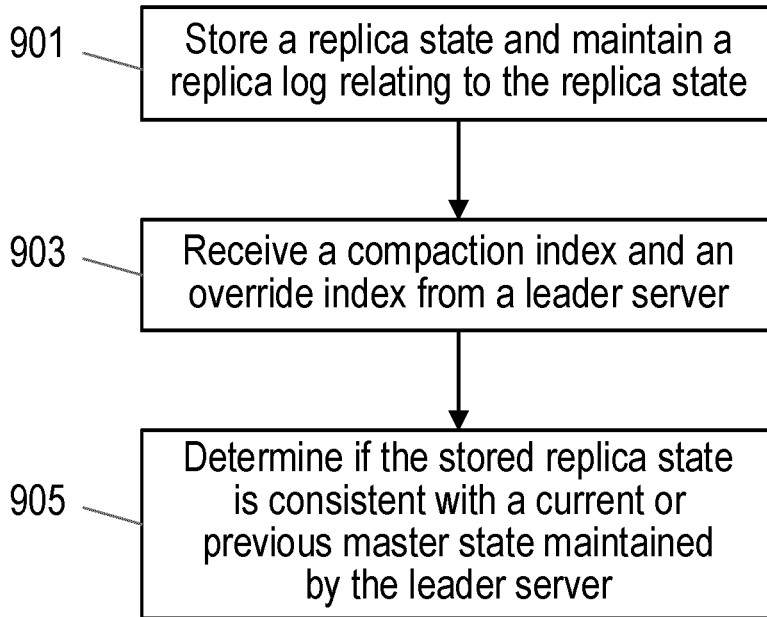 901
Store a replica state and maintain a
replica log relating to the replica state
903
Receive a compaction index and an
override index from a leader server
905
Determine if the stored replica state
is consistent with a current or
previous master state maintained
by the leader server